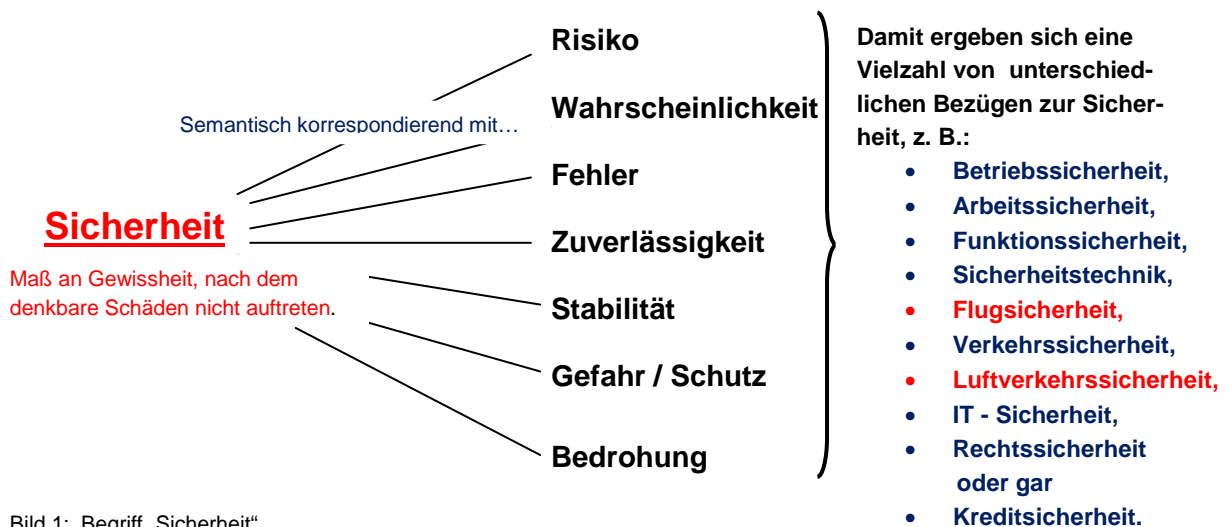 Semantisch korrespondierend mit…
Sicherheit
Maß an Gewissheit, nach dem
denkbare Schäden nicht auftreten.
Risiko
Wahrscheinlichkeit
Fehler
Zuverlässigkeit
Stabilität
Gefahr / Schutz
Bedrohung
Damit ergeben sich eine
Vielzahl von unterschied-
lichen Bezügen zur Sicher-
heit, z. B.:
• Betriebssicherheit,
• Arbeitssicherheit,
• Funktionssicherheit,
• Sicherheitstechnik,
• Flugsicherheit,
• Verkehrssicherheit,
• Luftverkehrssicherheit,
• IT - Sicherheit,
• Rechtssicherheit
oder gar
• Kreditsicherheit.
Bild 1: Begriff „Sicherheit“